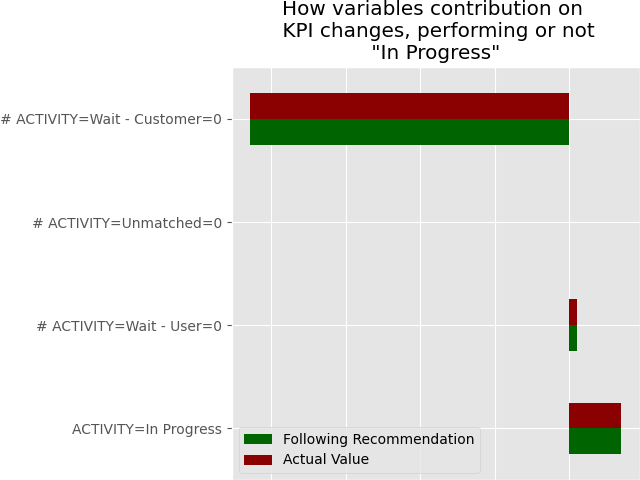 How variables contribution on
KPI changes, performing or not
"In Progress"
# ACTIVITY=Wait - Customer=0
# ACTIVITY=Unmatched=0
# ACTIVITY=Wait - User=0
ACTIVITY=In Progress
Following Recommendation
Actual Value